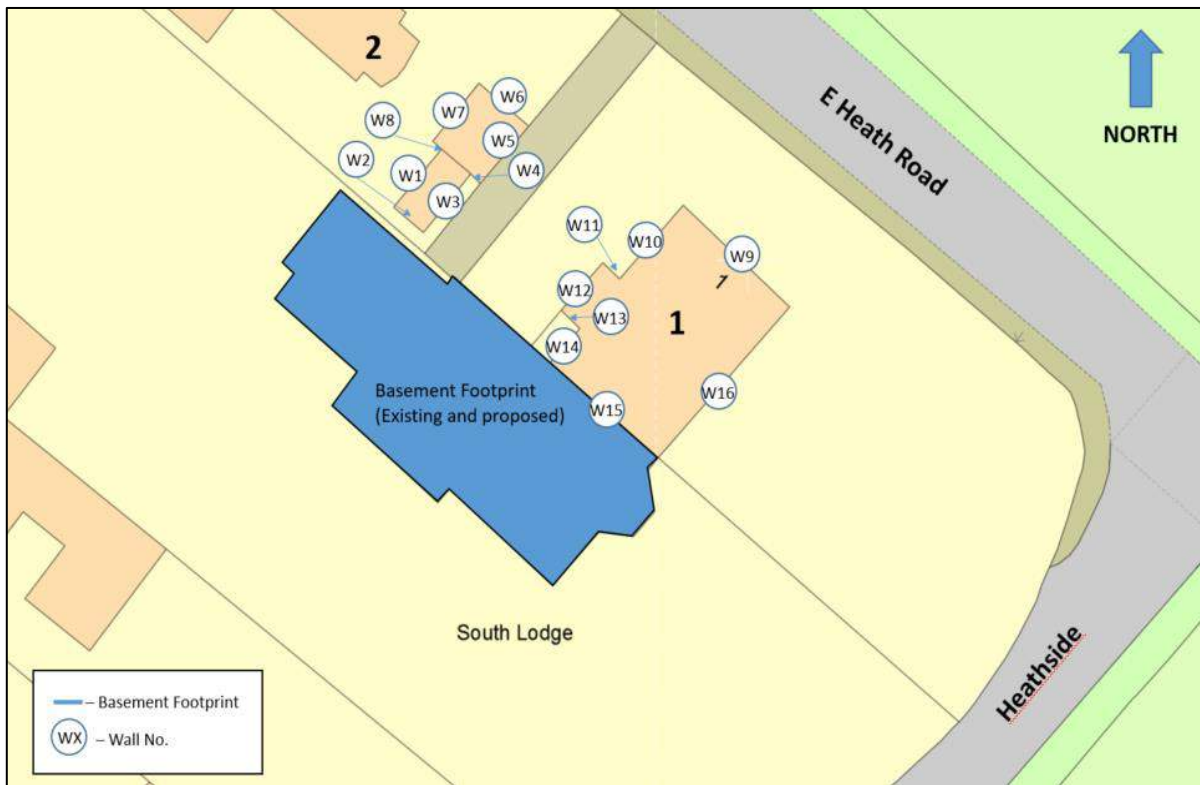 2
W6
W7
W8
W5
E Heath Road
NORTH
W2
W4
W1
W3
W11
W10
W9
1
W12
W13
1
W14
Basement Footprint
(Existing and proposed)
W15
W16
South Lodge
Heathside
– Basement Footprint
WX – Wall No.